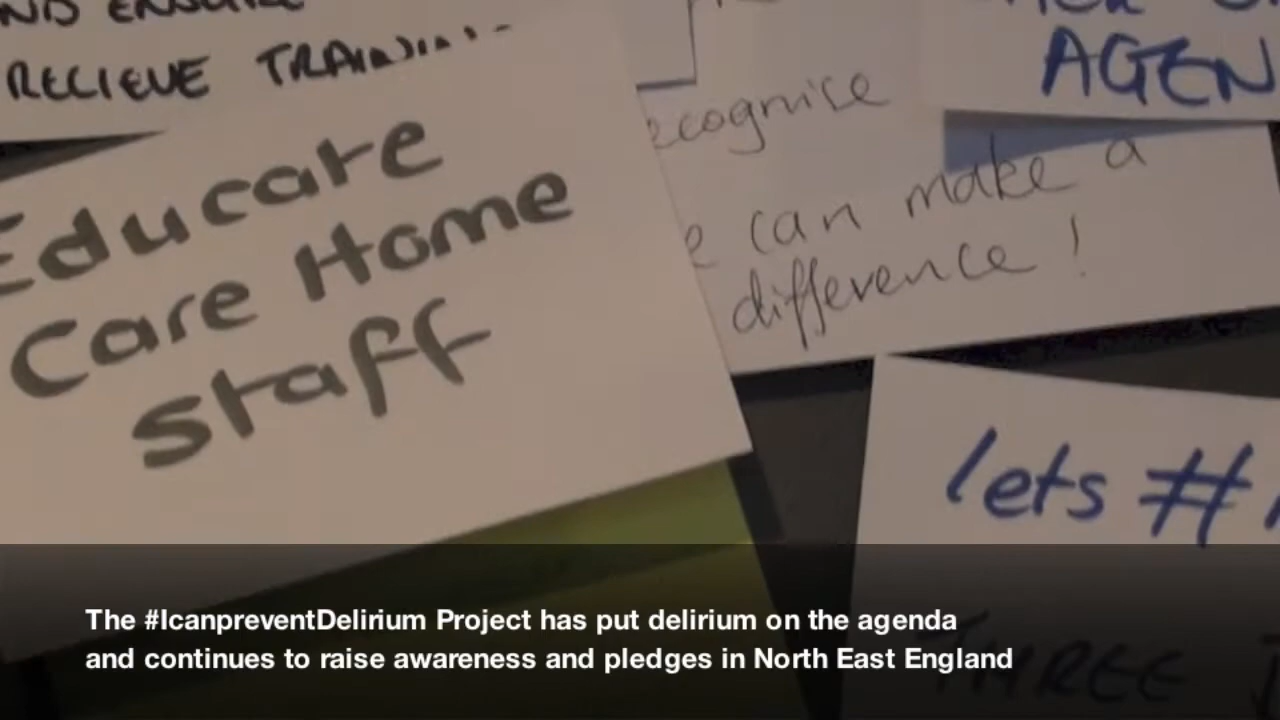 RECIEVE TRAINI
Educate
Care Home
staff
ecognise
can make a
difference!
AGEN
lets #
The #IcanpreventDelirium Project has put delirium on the agenda
and continues to raise awareness and pledges in North East England
THREE